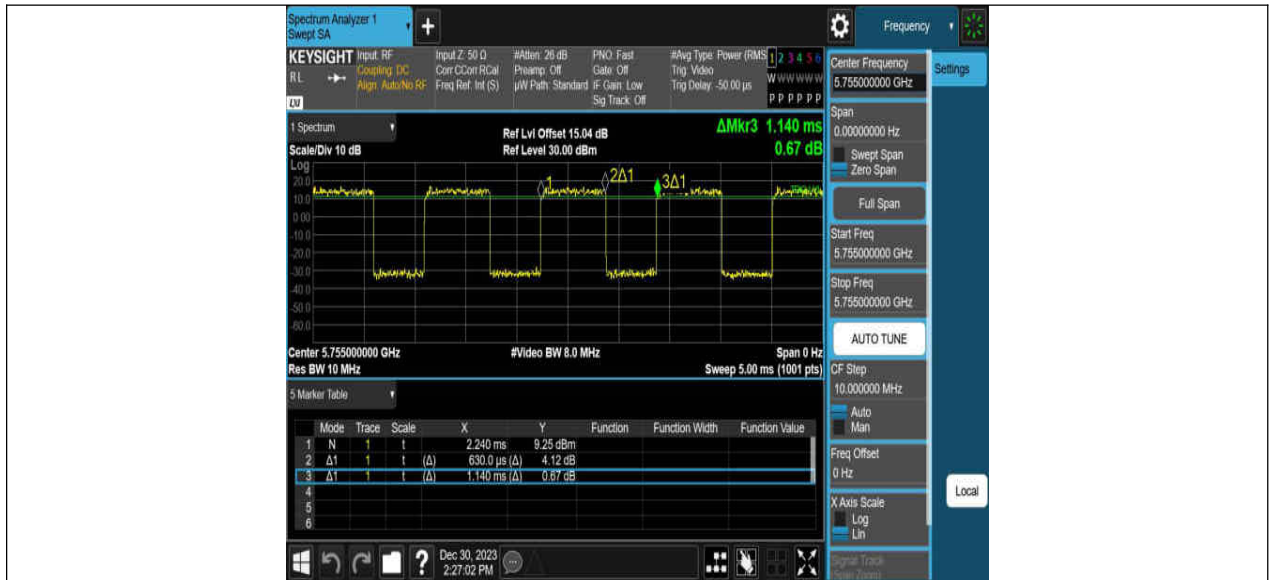 Spectrum Analyzer 1
Swept SA
+
Frequency
KEYSIGHT
RL
LXI
Input: RF
Coupling: DC
Align: Auto/No RF
Input Z: 50 Ω
Corr CCorr RCal
Freq Ref: Int (S)
#Atten: 26 dB
Preamp: Off
µW Path: Standard
PNO: Fast
Gate: Off
IF Gain: Low
Sig Track: Off
#Avg Type: Power (RMS
Trig: Video
Trig Delay: -50.00 µs
1 2 3 4 5 6
W W W W W W
P P P P P P
Center Frequency
5.755000000 GHz
Settings
1 Spectrum
Scale/Div 10 dB
Ref Lvl Offset 15.04 dB
Ref Level 30.00 dBm
ΔMkr3 1.140 ms
0.67 dB
Log
20.0
10.0
0.00
-10.0
-20.0
-30.0
-40.0
-50.0
-60.0
1
2Δ1
3Δ1
Center 5.755000000 GHz
Res BW 10 MHz
#Video BW 8.0 MHz
Span 0 Hz
Sweep 5.00 ms (1001 pts)
Span
0.00000000 Hz
Swept Span
Zero Span
Full Span
Start Freq
5.755000000 GHz
Stop Freq
5.755000000 GHz
AUTO TUNE
CF Step
10.000000 MHz
Auto
Man
Freq Offset
0 Hz
X Axis Scale
Log
Lin
Signal Track
(Span Zoom)
Local
5 Marker Table
Mode Trace Scale X Y Function Function Width Function Value
1 N 1 t 2.240 ms 9.25 dBm
2 Δ1 1 t (Δ) 630.0 µs (Δ) 4.12 dB
3 Δ1 1 t (Δ) 1.140 ms (Δ) 0.67 dB
4
5
6
?
Dec 30, 2023
2:27:02 PM